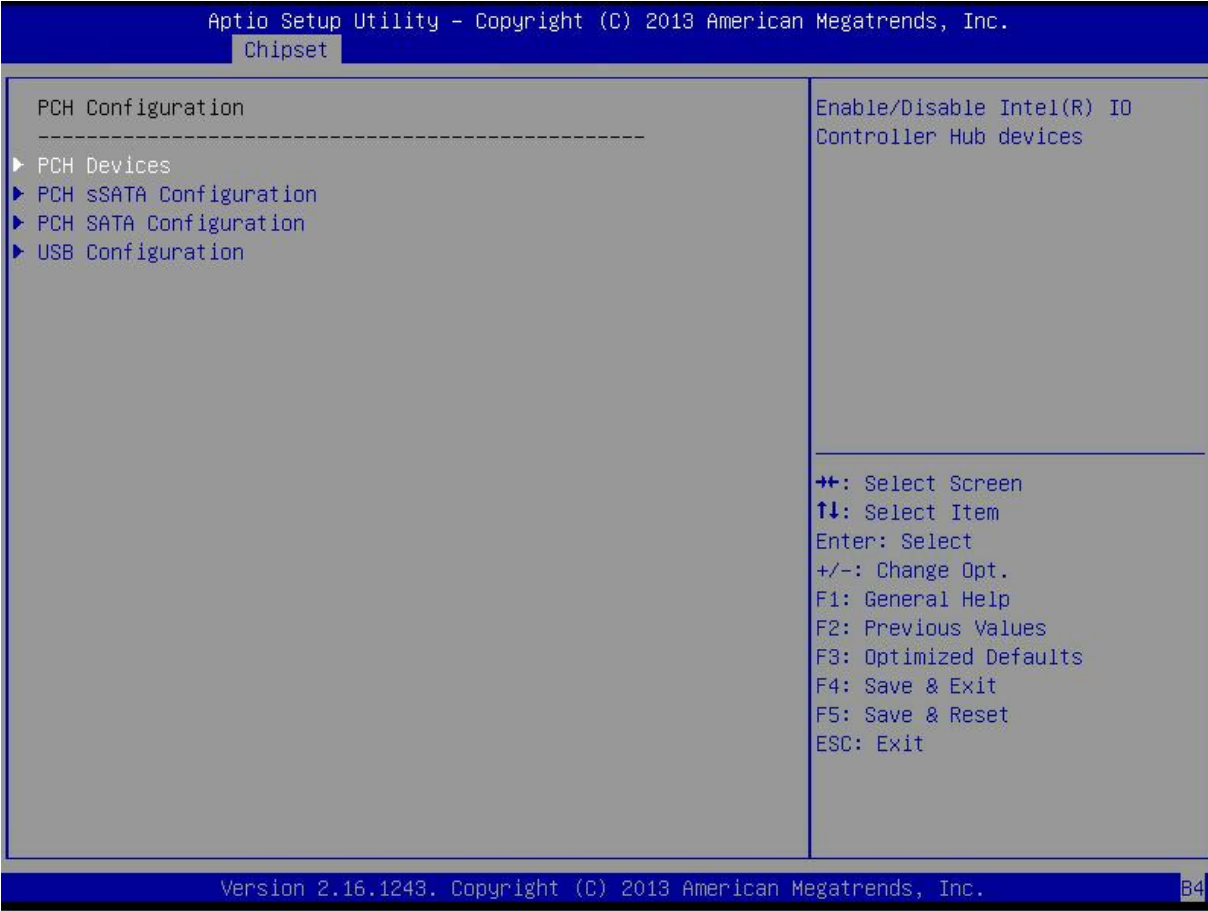 Aptio Setup Utility – Copyright (C) 2013 American Megatrends, Inc.
Chipset
PCH Configuration
--------------------------------------------------
PCH Devices
PCH sSATA Configuration
PCH SATA Configuration
USB Configuration
Enable/Disable Intel(R) IO
Controller Hub devices
→←: Select Screen
↑↓: Select Item
Enter: Select
+/-: Change Opt.
F1: General Help
F2: Previous Values
F3: Optimized Defaults
F4: Save & Exit
F5: Save & Reset
ESC: Exit
Version 2.16.1243. Copyright (C) 2013 American Megatrends, Inc.
B4